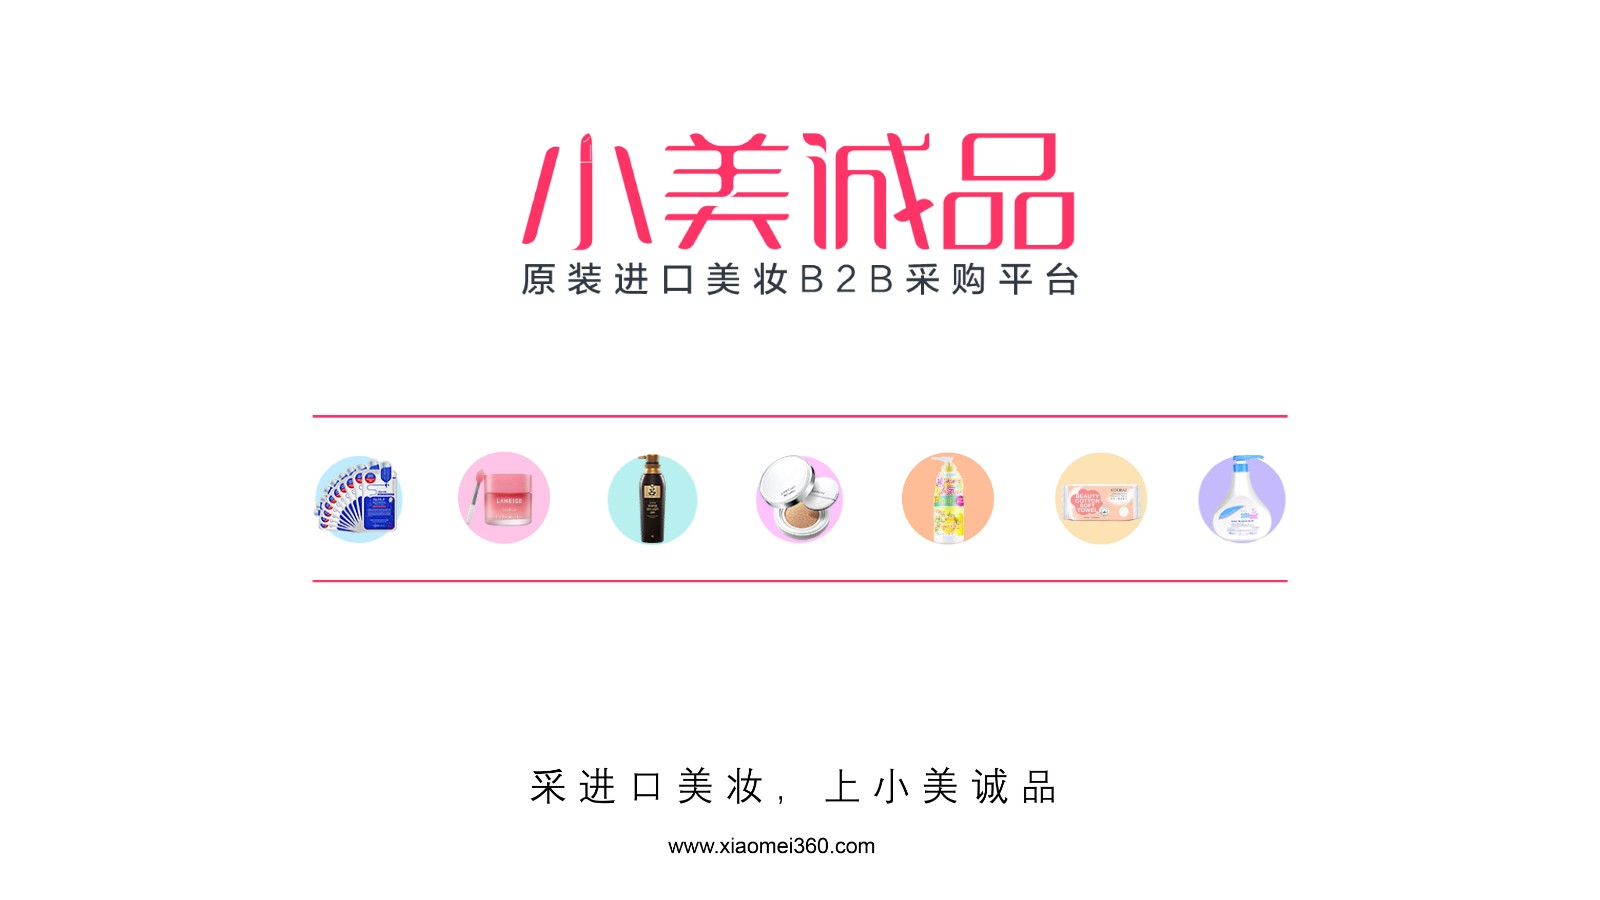 小美诚品
原装进口美妆B2B采购平台
LANEIGE
BEAUTY
COTTON
SOFT
TOWEL
采进口美妆，上小美诚品
www.xiaomei360.com